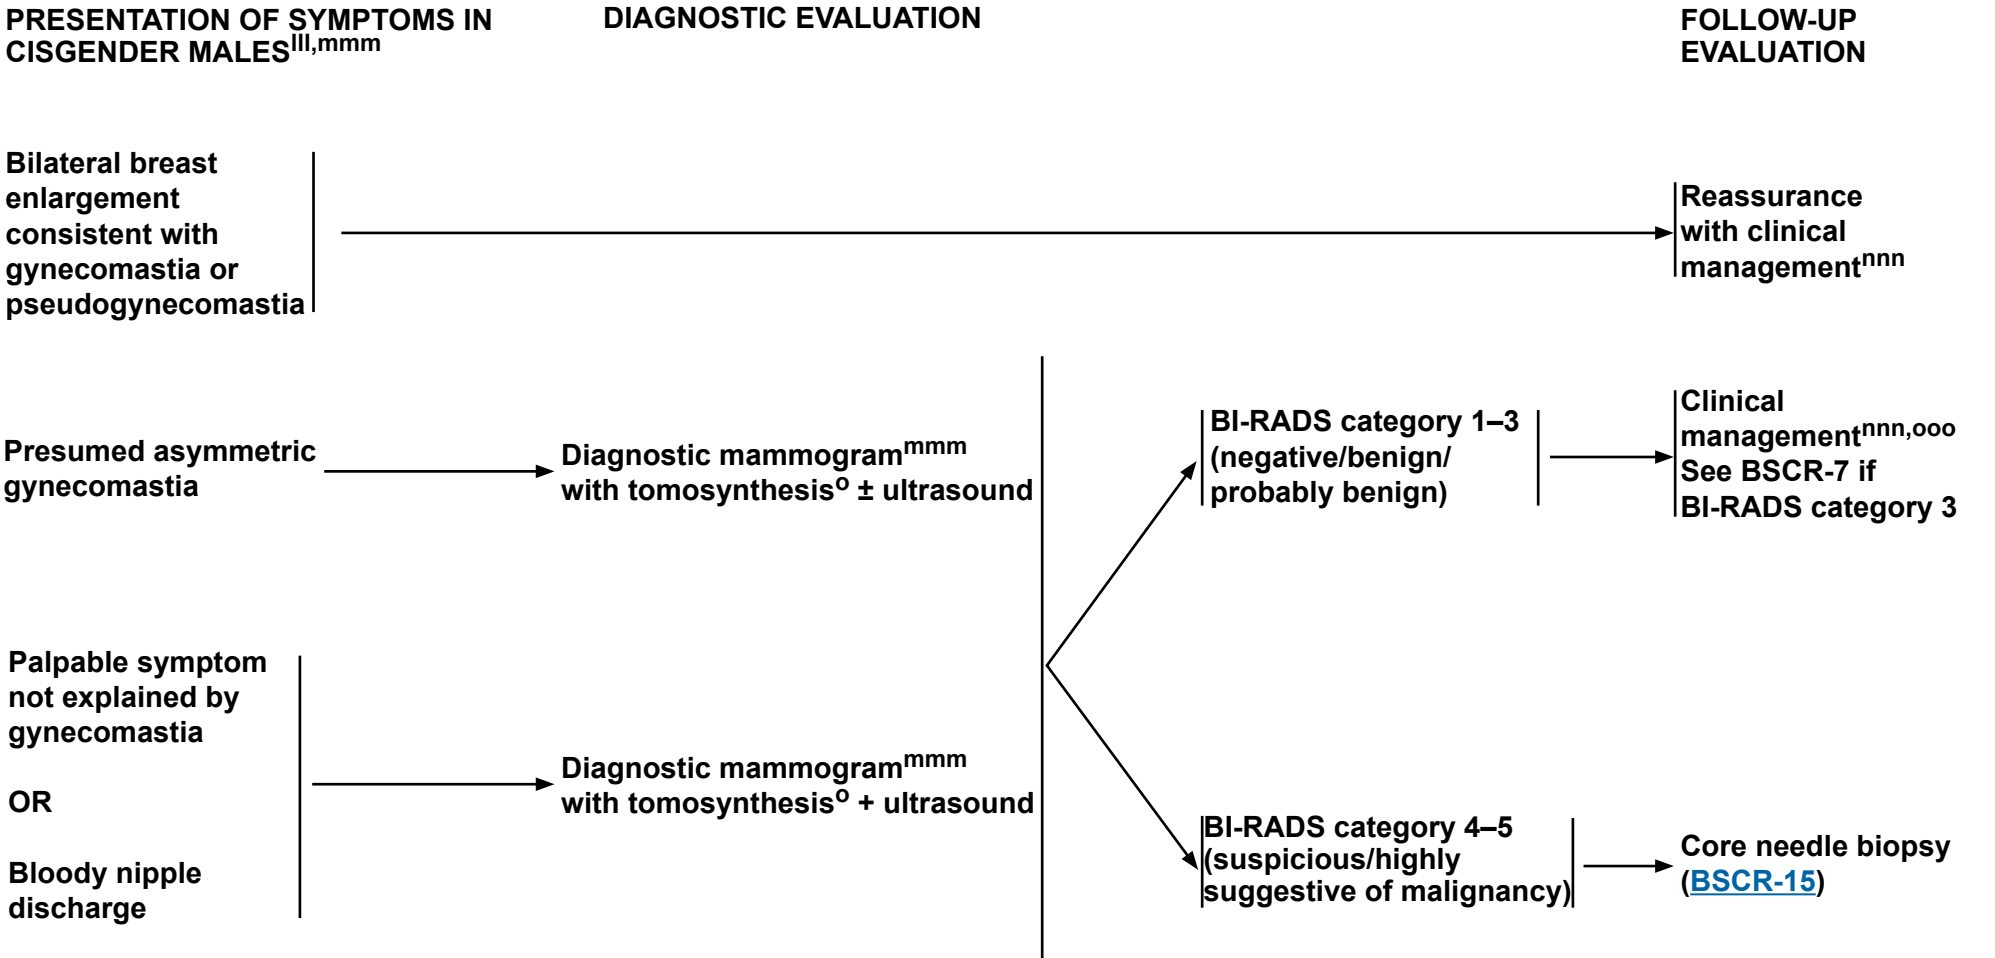 PRESENTATION OF SYMPTOMS IN
CISGENDER MALESlll,mmm
DIAGNOSTIC EVALUATION
FOLLOW-UP
EVALUATION
Bilateral breast
enlargement
consistent with
gynecomastia or
pseudogynecomastia
Reassurance
with clinical
managementnnn
Presumed asymmetric
gynecomastia
Diagnostic mammogrammmm
with tomosynthesiso ± ultrasound
BI-RADS category 1–3
(negative/benign/
probably benign)
Clinical
managementnnn,ooo
See BSCR-7 if
BI-RADS category 3
Palpable symptom
not explained by
gynecomastia
OR
Bloody nipple
discharge
Diagnostic mammogrammmm
with tomosynthesiso + ultrasound
BI-RADS category 4–5
(suspicious/highly
suggestive of malignancy)
Core needle biopsy
(BSCR-15)